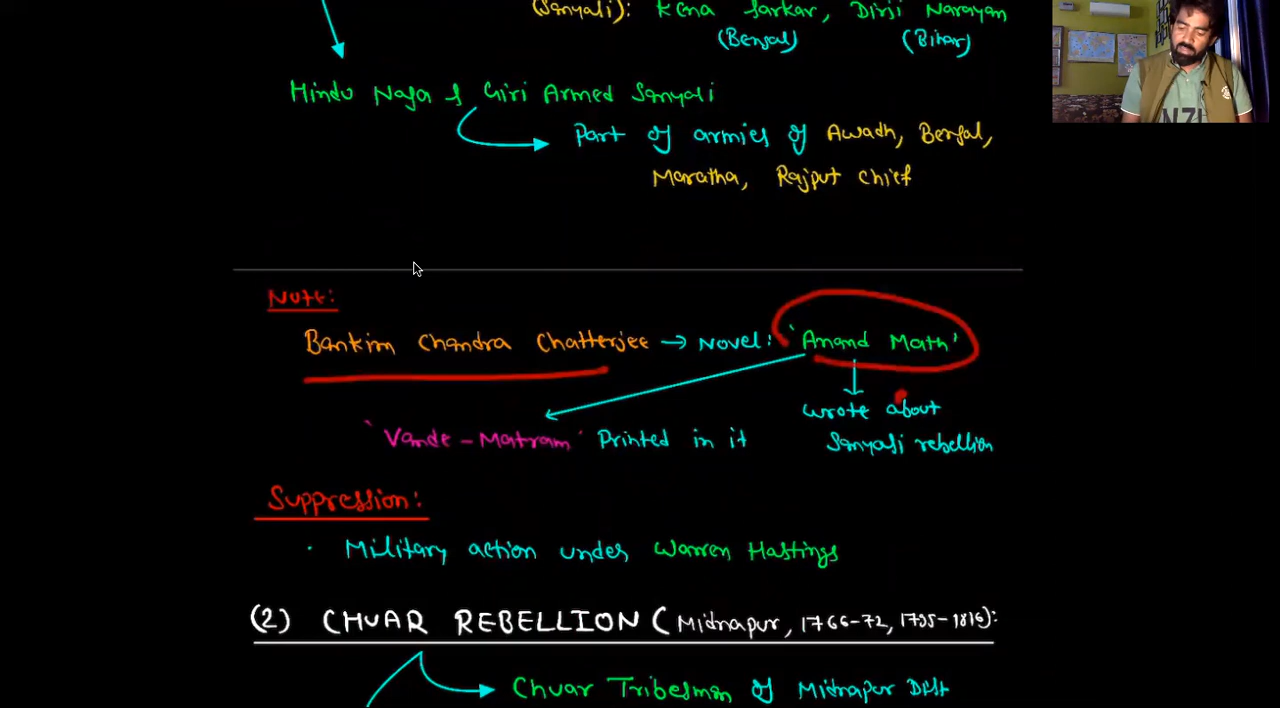 (Sanyasi): Kena Sarkar, Dirji Narayan
(Bengal) (Bihar)
Hindu Naga & Giri Armed Sanyasi
Part of armies of Awadh, Bengal,
Maratha, Rajput chief
Note:
Bankim Chandra Chatterjee → Novel: 'Anand Math'
wrote about
'Vande-Matram' Printed in it
Sanyasi rebellion
Suppression:
· Military action under Warren Hastings
(2) CHUAR REBELLION (Midnapur, 1766-72, 1795-1816):
Chuar Tribesman of Midnapur Distt